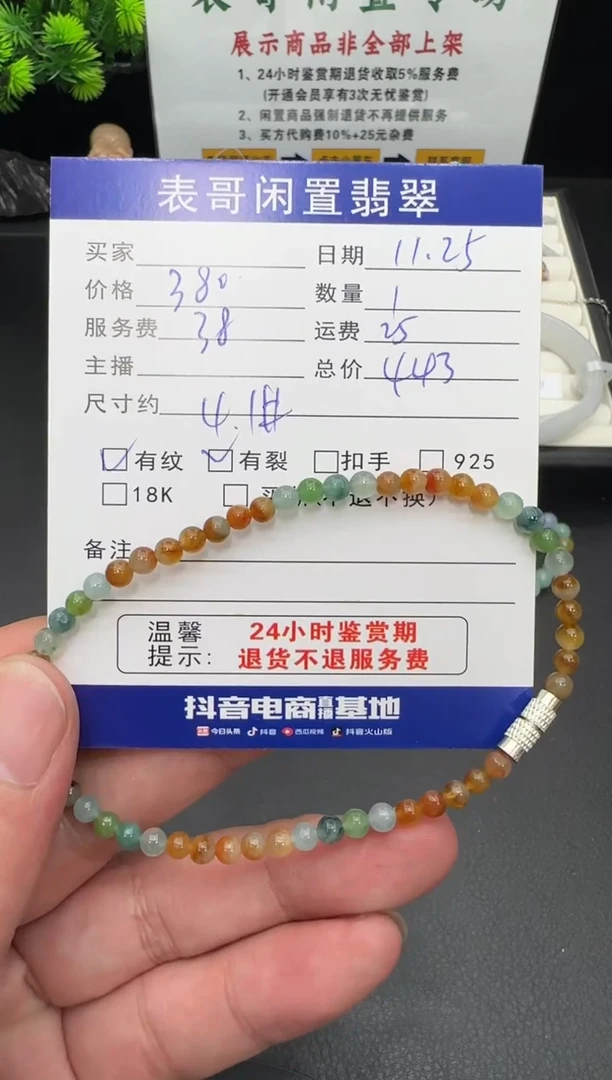 展示商品非全部上架
1、24小时鉴赏期退货收取5%服务费
(开通会员享有3次无忧鉴赏)
2、闲置商品强制退货不再提供服务
3、买方代购费10%+25元杂费
表哥闲置翡翠
买家 日期 11.25
价格 380 数量 1
服务费 38 运费 25
主播 总价 443
尺寸约 4.1#
有纹 有裂 扣手 925
18K
备注
温馨提示: 24小时鉴赏期
退货不退服务费
抖音电商直播基地
今日头条 抖音 西瓜视频 抖音火山版